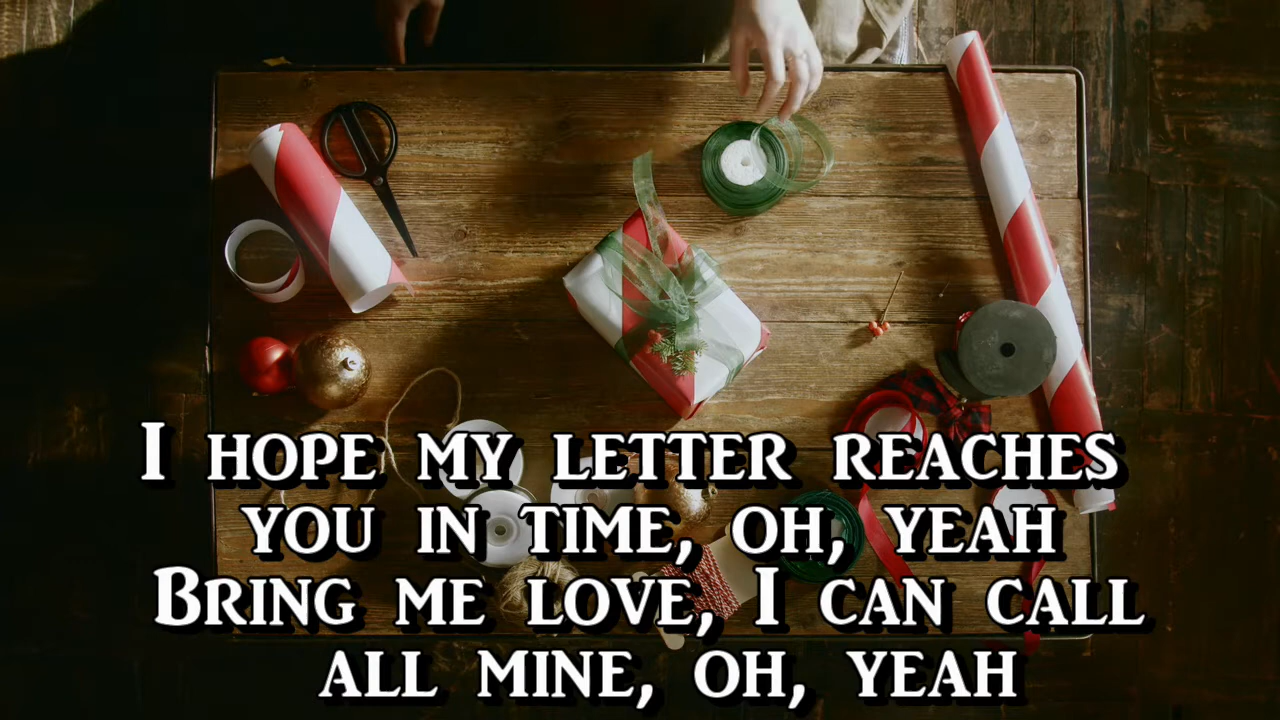 I hope my letter reaches
you in time, oh, yeah
Bring me love, I can call
all mine, oh, yeah